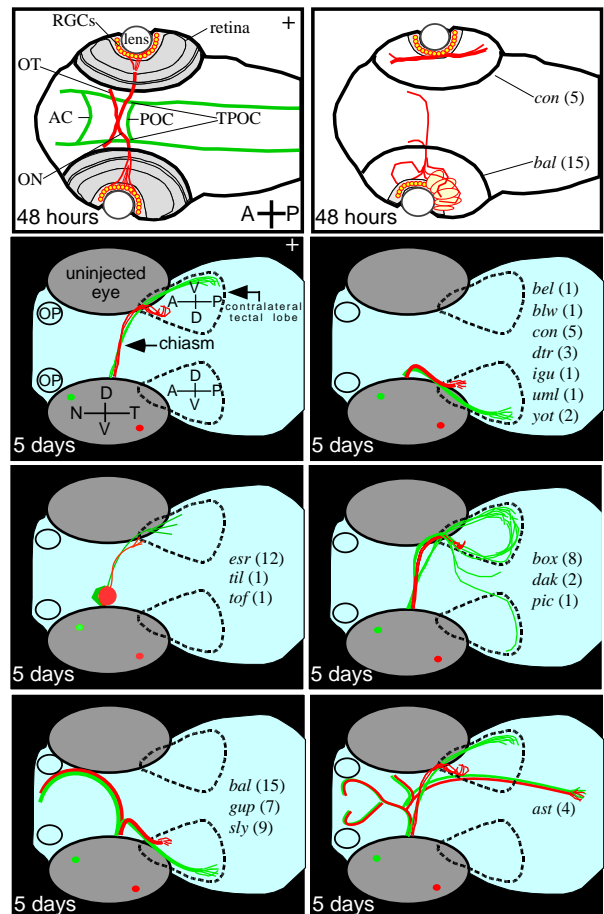 RGCs
lens
retina
+
OT
AC
POC
TPOC
ON
48 hours
A P
con (5)
bal (15)
48 hours
+
uninjected
eye
V
A P
D
contralateral
tectal lobe
OP
chiasm
OP
D
N T
V
D
A P
V
5 days
bel (1)
blw (1)
con (5)
dtr (3)
igu (1)
uml (1)
yot (2)
5 days
esr (12)
til (1)
tof (1)
5 days
box (8)
dak (2)
pic (1)
5 days
bal (15)
gup (7)
sly (9)
5 days
ast (4)
5 days